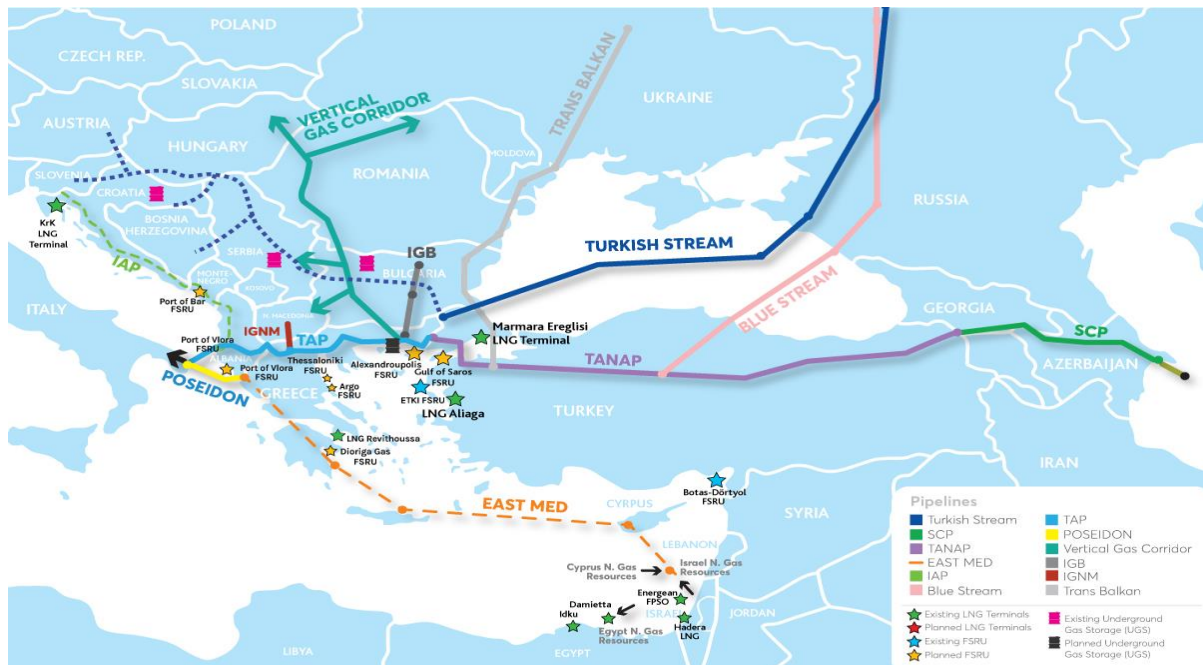 POLAND
CZECH REP.
SLOVAKIA
AUSTRIA
VERTICAL
GAS CORRIDOR
TRANS BALKAN
UKRAINE
HUNGARY
MOLDOVA
SLOVENIA
ROMANIA
CROATIA
RUSSIA
KrK
LNG
Terminal
BOSNIA
HERZEGOVINA
SERBIA
IGB
TURKISH STREAM
IAP
MONTE-
NEGRO
KOSOVO
BULGARIA
BLUE STREAM
ITALY
Port of Bar
FSRU
N. MACEDONIA
GEORGIA
SCP
Marmara Ereglisi
LNG Terminal
IGNM
TAP
Port of Vlora
FSRU
TANAP
AZERBAIJAN
ALBANIA
Thessaloniki
FSRU
Alexandroupolis
FSRU
Gulf of Saros
FSRU
Port of Vlora
FSRU
POSEIDON
GREECE
Argo
FSRU
ETKI FSRU
LNG Aliaga
TURKEY
LNG Revithoussa
Dioriga Gas
FSRU
IRAN
Botas-Dörtyol
FSRU
EAST MED
CYRPUS
SYRIA
LEBANON
Cyprus N. Gas
Resources
Israel N. Gas
Resources
Energean
FPSO
Damietta
Idku
ISRAEL
Hadera
LNG
JORDAN
Egypt N. Gas
Resources
LIBYA
EGYPT
Pipelines
Turkish Stream
TAP
SCP
POSEIDON
TANAP
Vertical Gas Corridor
EAST MED
IGB
IAP
IGNM
Blue Stream
Trans Balkan
Existing LNG Terminals
Planned LNG Terminals
Existing FSRU
Planned FSRU
Existing Underground
Gas Storage (UGS)
Planned Underground
Gas Storage (UGS)